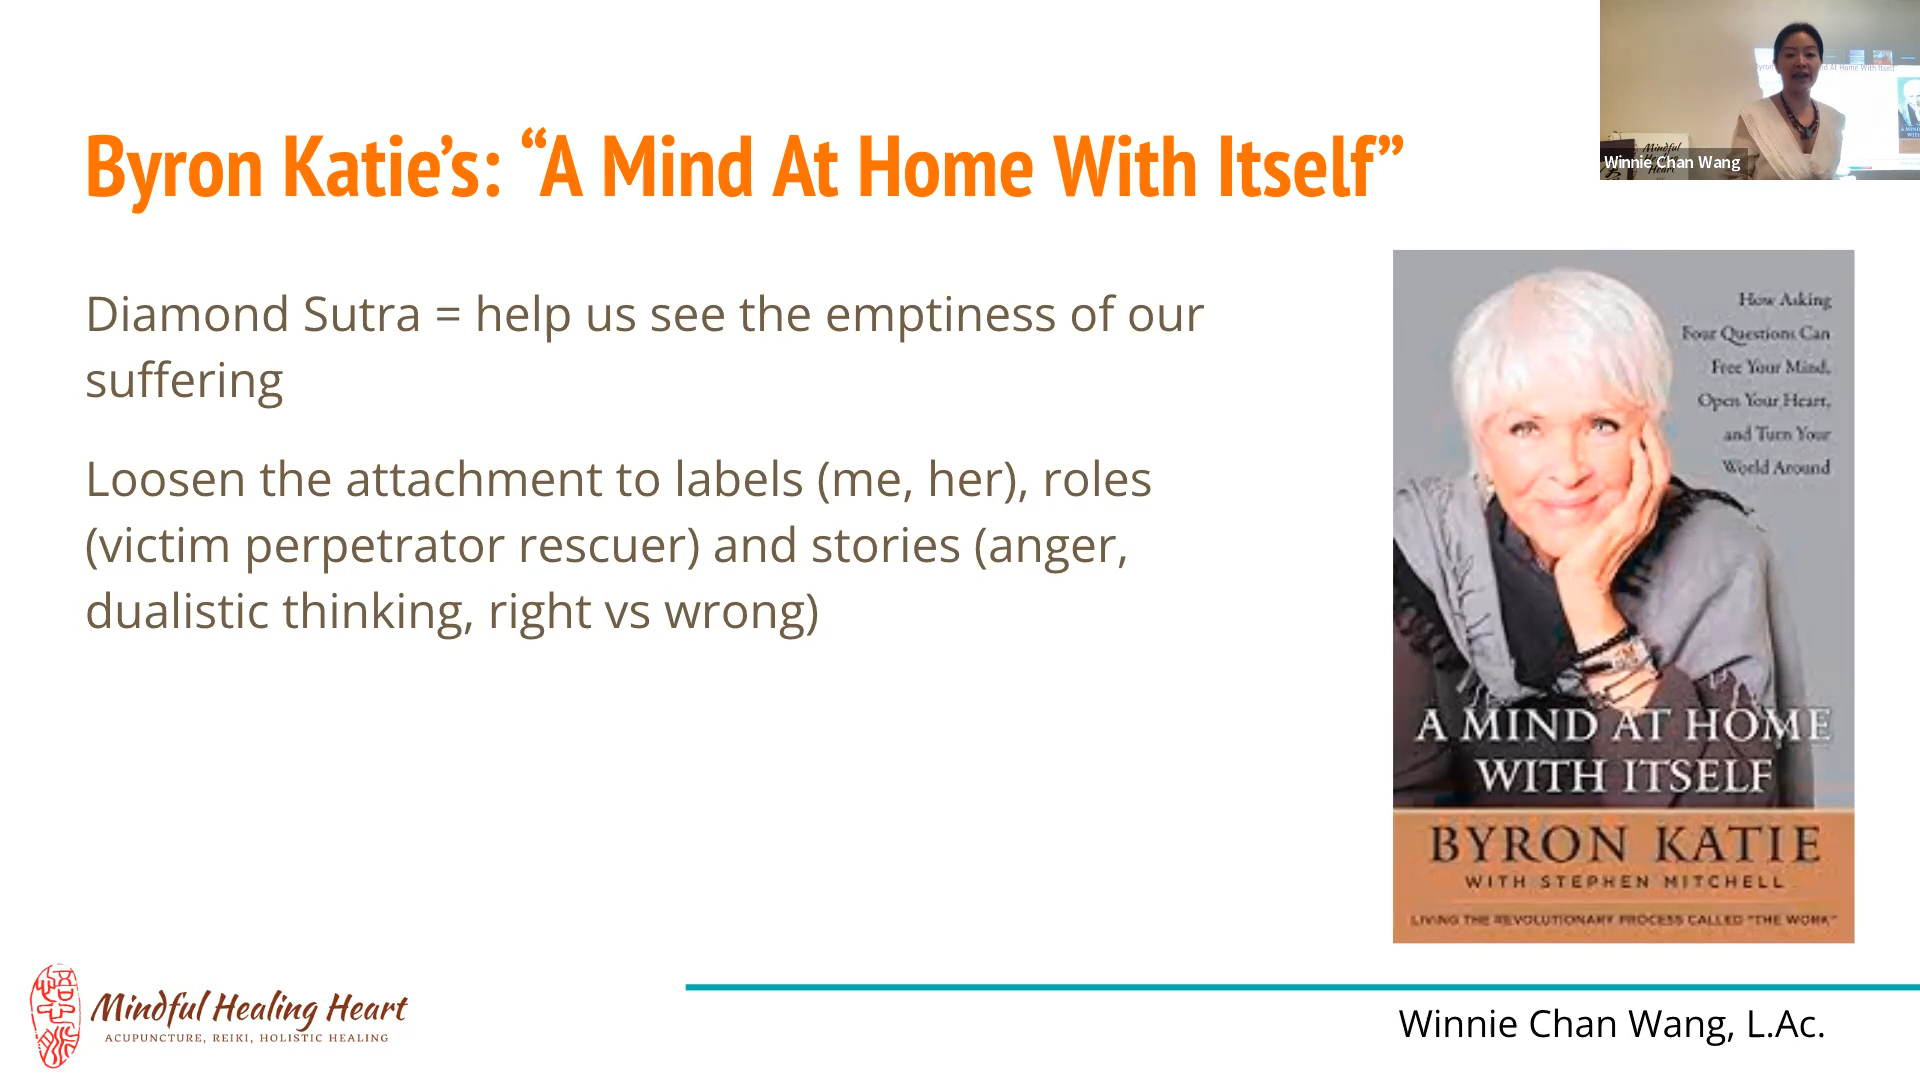 Byron Katie’s: “A Mind At Home With Itself”
Winnie Chan Wang
Diamond Sutra = help us see the emptiness of our
suffering
Loosen the attachment to labels (me, her), roles
(victim perpetrator rescuer) and stories (anger,
dualistic thinking, right vs wrong)
How Asking
Four Questions Can
Free Your Mind,
Open Your Heart,
and Turn Your
World Around
A MIND AT HOME
WITH ITSELF
BYRON KATIE
WITH STEPHEN MITCHELL
LIVING THE REVOLUTIONARY PROCESS CALLED "THE WORK"
Mindful Healing Heart
ACUPUNCTURE, REIKI, HOLISTIC HEALING
Winnie Chan Wang, L.Ac.